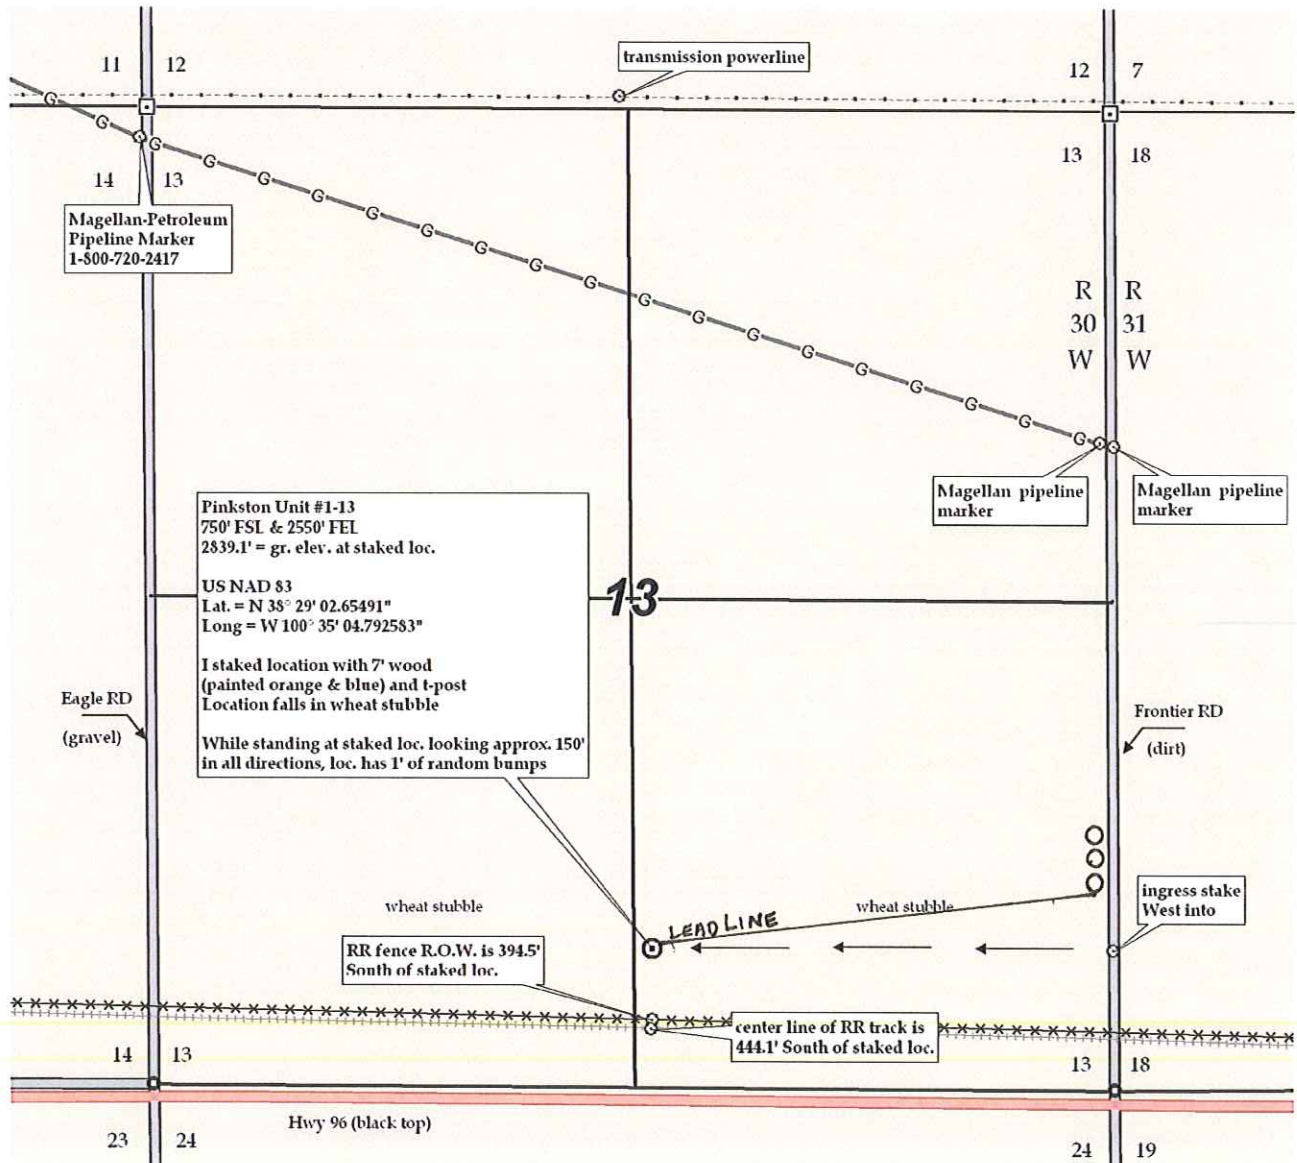 transmission powerline
11 12
12 7
14 13
13 18
Magellan-Petroleum
Pipeline Marker
1-800-720-2417
R R
30 31
W W
Magellan pipeline
marker
Magellan pipeline
marker
Pinkston Unit #1-13
750' FSL & 2550' FEL
2839.1' = gr. elev. at staked loc.
US NAD 83
Lat. = N 38° 29' 02.65491"
Long = W 100° 35' 04.792583"
I staked location with 7' wood
(painted orange & blue) and t-post
Location falls in wheat stubble
While standing at staked loc. looking approx. 150'
in all directions, loc. has 1' of random bumps
13
Eagle RD
(gravel)
Frontier RD
(dirt)
wheat stubble
LEAD LINE
wheat stubble
ingress stake
West into
RR fence R.O.W. is 394.5'
South of staked loc.
center line of RR track is
444.1' South of staked loc.
14 13
13 18
Hwy 96 (black top)
23 24
24 19